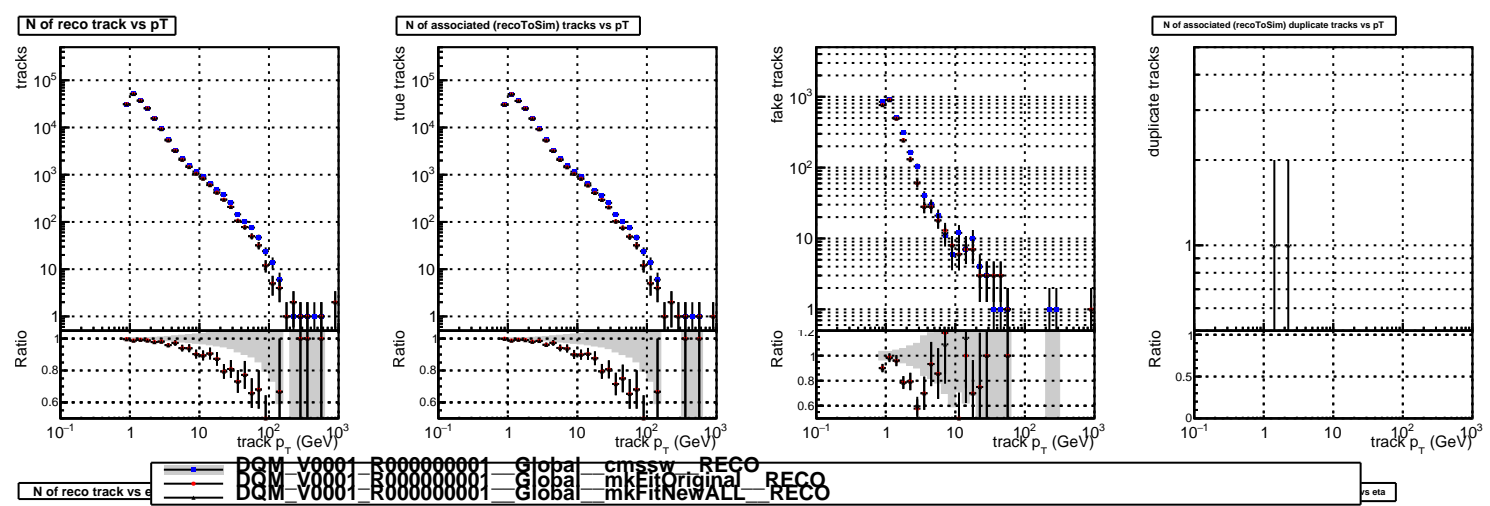 N of reco track vs pT
N of associated (recoToSim) tracks vs pT
N of associated (recoToSim) duplicate tracks vs pT
tracks
10^5
10^4
10^3
10^2
10
1
Ratio
1
0.8
0.6
10^-1 1 10 10^2 10^3
track p_T (GeV)
true tracks
10^5
10^4
10^3
10^2
10
1
Ratio
1
0.8
0.6
10^-1 1 10 10^2 10^3
track p_T (GeV)
fake tracks
10^3
10^2
10
1
Ratio
1.2
1
0.8
0.6
10^-1 1 10 10^2 10^3
track p_T (GeV)
duplicate tracks
1
Ratio
1
0.5
0
10^-1 1 10 10^2 10^3
track p_T (GeV)
DQM_V0001_R000000001__Global__cmssw__RECO
DQM_V0001_R000000001__Global__mkFitOriginal__RECO
DQM_V0001_R000000001__Global__mkFitNewALL__RECO
N of reco track vs e
vs eta